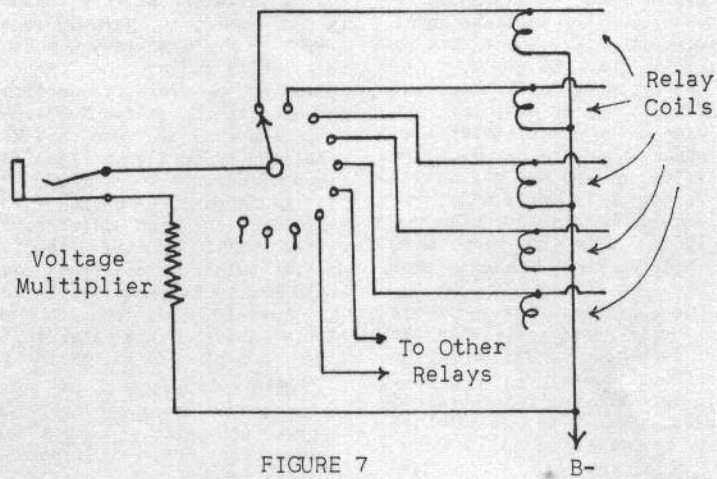 Relay
Coils
Voltage
Multiplier
To Other
Relays
FIGURE 7
B-